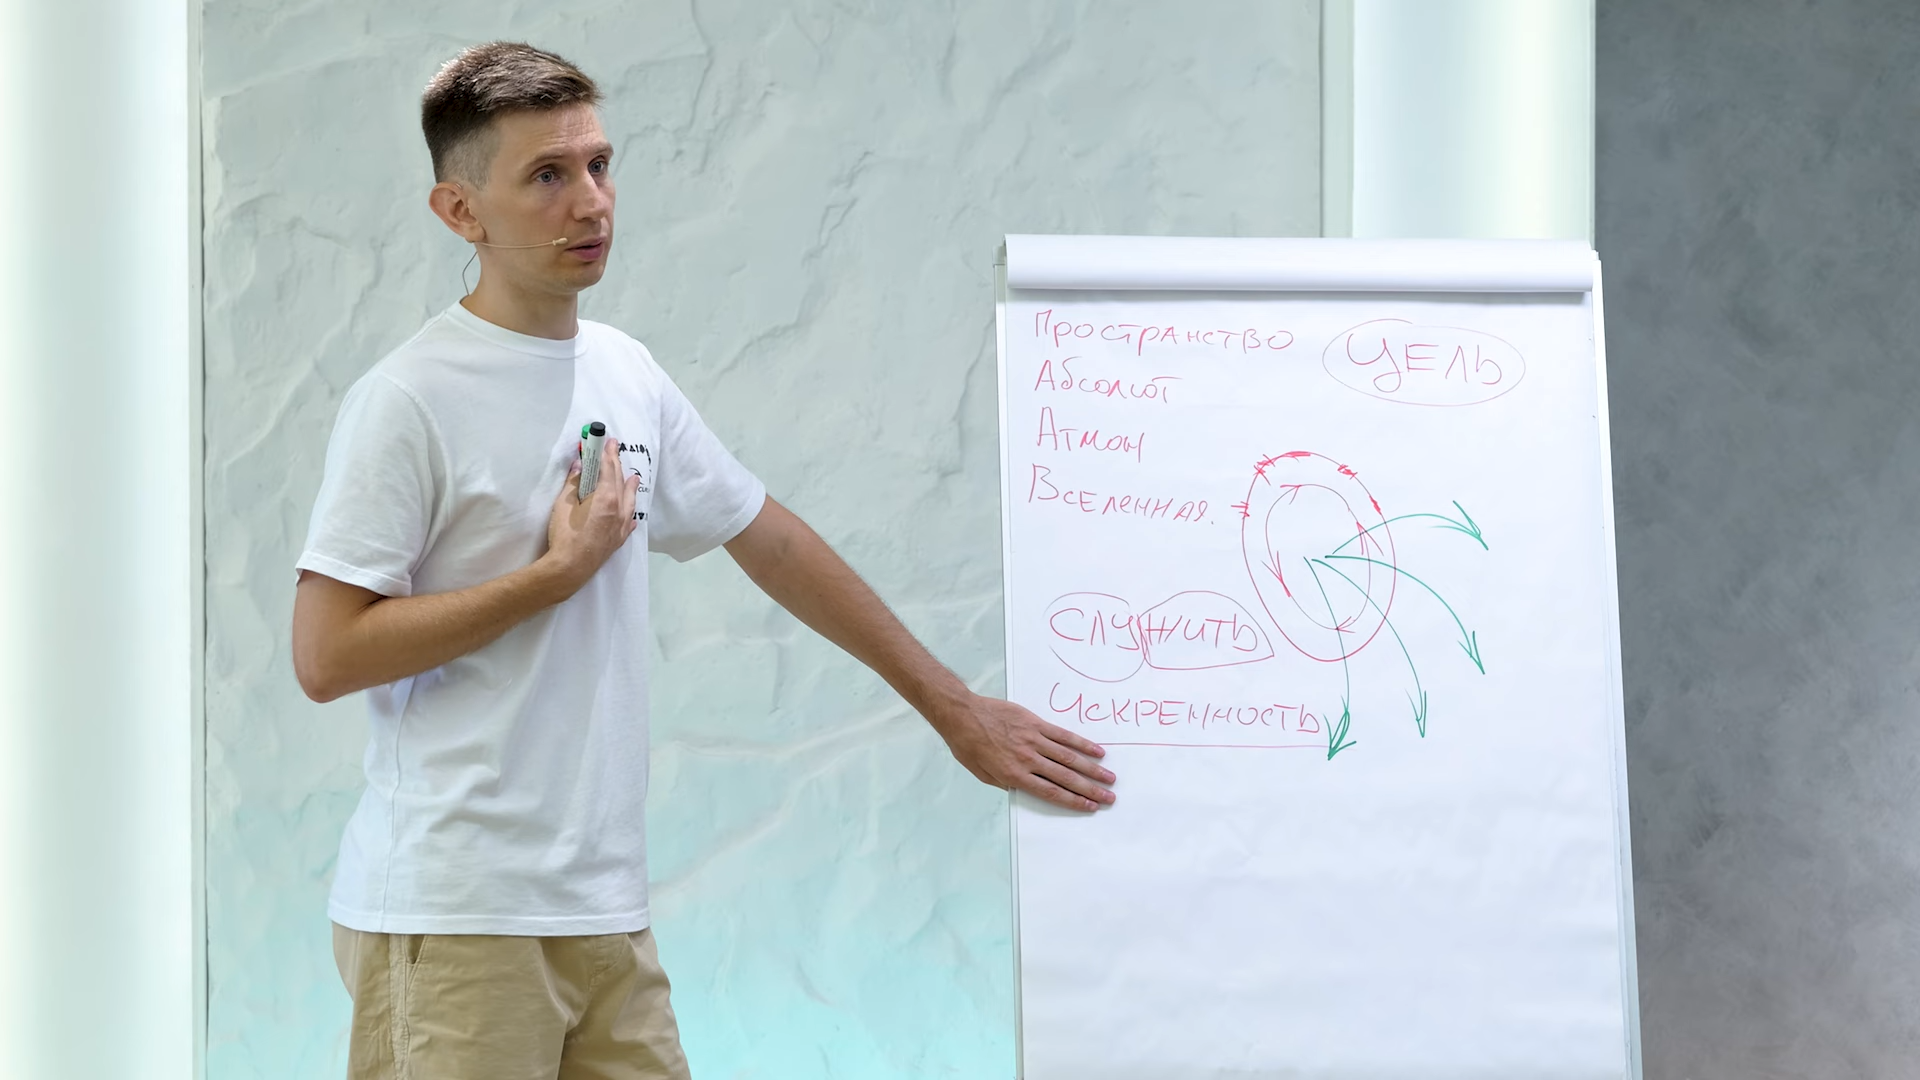 Пространство
ЦЕЛЬ
Абсолют
Атман
Вселенная.
СЛУЖИТЬ
ИСКРЕННОСТЬ